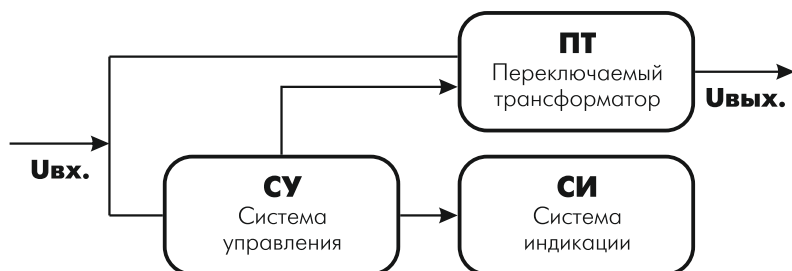 ПТ
Переключаемый
трансформатор
Uвых.
Uвх.
СУ
Система
управления
СИ
Система
индикации